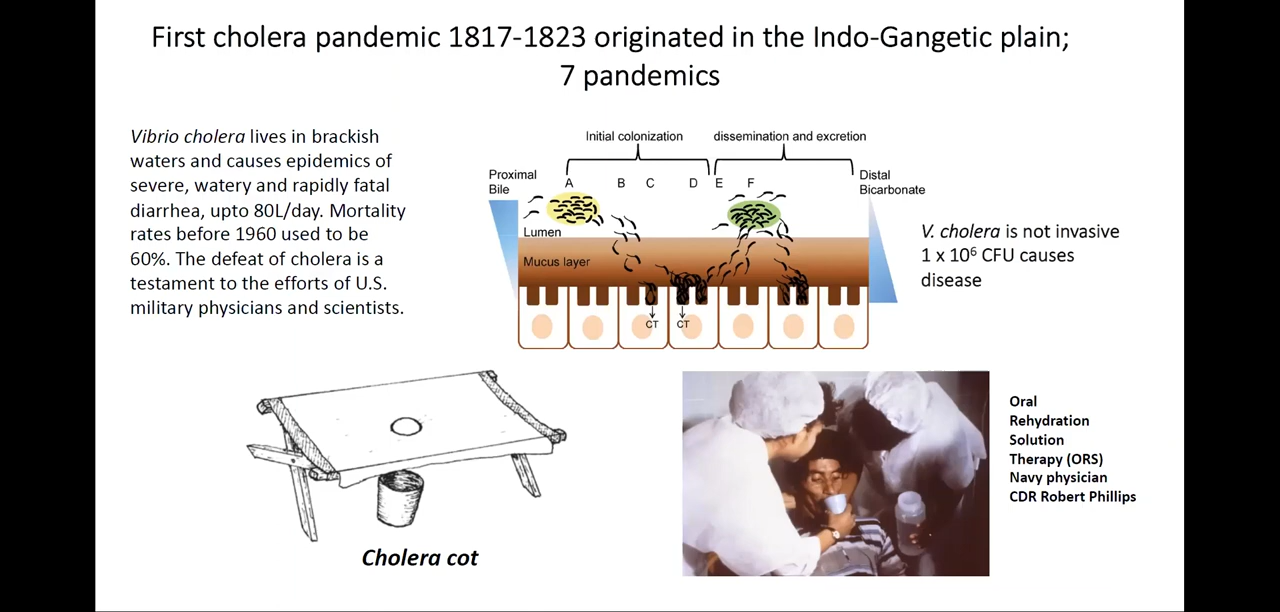 First cholera pandemic 1817-1823 originated in the Indo-Gangetic plain;
7 pandemics
Vibrio cholera lives in brackish
waters and causes epidemics of
severe, watery and rapidly fatal
diarrhea, upto 80L/day. Mortality
rates before 1960 used to be
60%. The defeat of cholera is a
testament to the efforts of U.S.
military physicians and scientists.
Initial colonization
dissemination and excretion
Proximal
Bile
A B C D E F
Distal
Bicarbonate
Lumen
Mucus layer
CT CT
V. cholera is not invasive
1 x 10⁶ CFU causes
disease
Cholera cot
Oral
Rehydration
Solution
Therapy (ORS)
Navy physician
CDR Robert Phillips